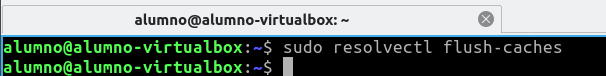 alumno@alumno-virtualbox: ~
alumno@alumno-virtualbox:~$ sudo resolvectl flush-caches
alumno@alumno-virtualbox:~$